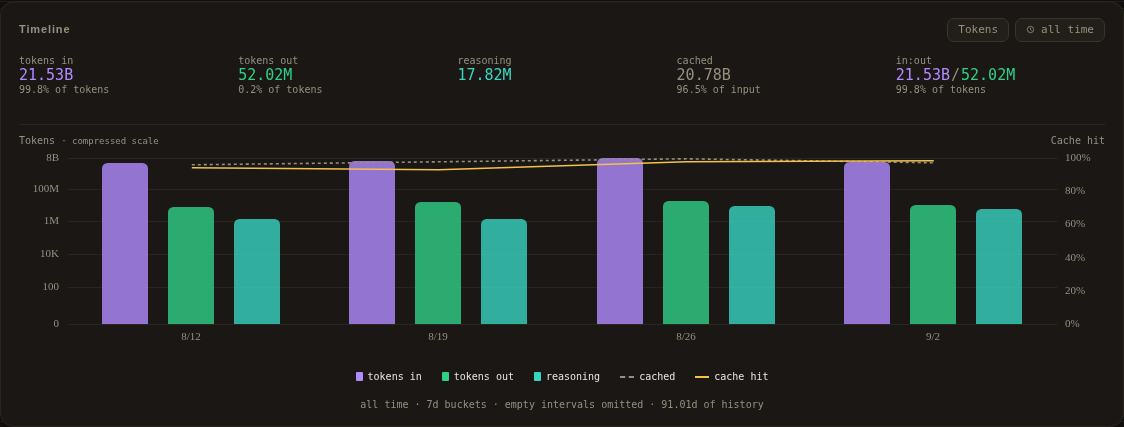 Timeline
Tokens
all time
tokens in
21.53B
99.8% of tokens
tokens out
52.02M
0.2% of tokens
reasoning
17.82M
cached
20.78B
96.5% of input
in:out
21.53B/52.02M
99.8% of tokens
Tokens · compressed scale
Cache hit
8B
100M
1M
10K
100
0
100%
80%
60%
40%
20%
0%
8/12
8/19
8/26
9/2
tokens in
tokens out
reasoning
cached
cache hit
all time · 7d buckets · empty intervals omitted · 91.01d of history